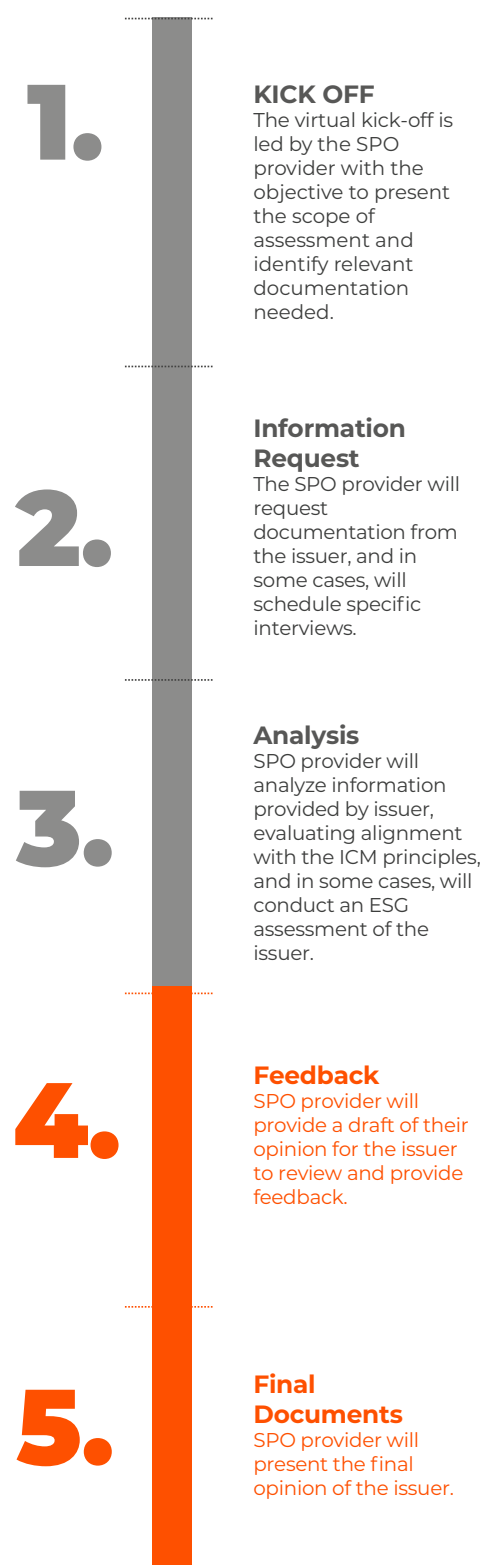 1.
KICK OFF
The virtual kick-off is
led by the SPO
provider with the
objective to present
the scope of
assessment and
identify relevant
documentation
needed.
2.
Information
Request
The SPO provider will
request
documentation from
the issuer, and in
some cases, will
schedule specific
interviews.
3.
Analysis
SPO provider will
analyze information
provided by issuer,
evaluating alignment
with the ICM principles,
and in some cases, will
conduct an ESG
assessment of the
issuer.
4.
Feedback
SPO provider will
provide a draft of their
opinion for the issuer
to review and provide
feedback.
5.
Final
Documents
SPO provider will
present the final
opinion of the issuer.